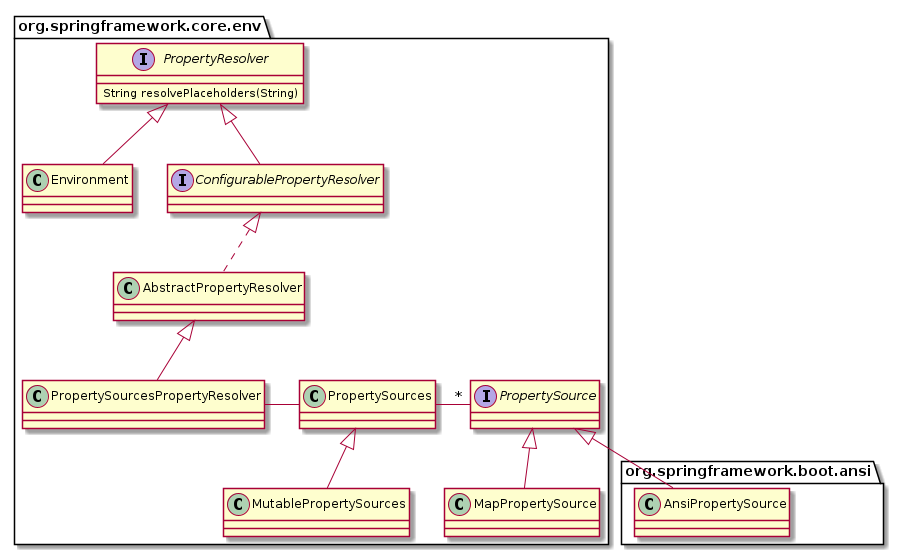 org.springframework.core.env
I PropertyResolver
String resolvePlaceholders(String)
C Environment
I ConfigurablePropertyResolver
C AbstractPropertyResolver
C PropertySourcesPropertyResolver
C PropertySources
*
I PropertySource
org.springframework.boot.ansi
C MutablePropertySources
C MapPropertySource
C AnsiPropertySource